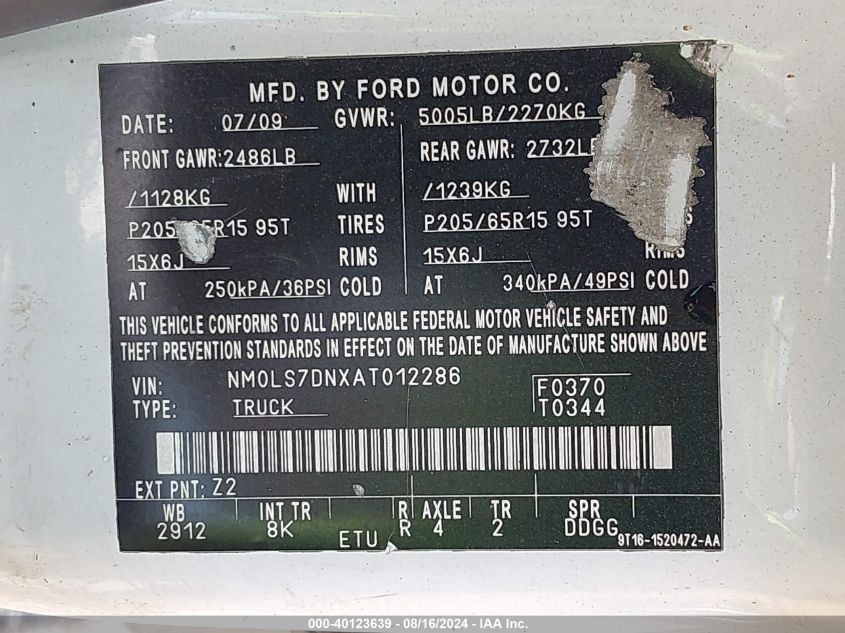 MFD. BY FORD MOTOR CO.
DATE: 07/09 GVWR: 5005LB/2270KG
FRONT GAWR:2486LB REAR GAWR: 2732LB
/1128KG WITH /1239KG
P205/65R15 95T TIRES P205/65R15 95T
15X6J RIMS 15X6J RIMS
AT 250kPA/36PSI COLD AT 340kPA/49PSI COLD
THIS VEHICLE CONFORMS TO ALL APPLICABLE FEDERAL MOTOR VEHICLE SAFETY AND
THEFT PREVENTION STANDARDS IN EFFECT ON THE DATE OF MANUFACTURE SHOWN ABOVE
VIN: NM0LS7DNXAT012286 F0370
TYPE: TRUCK T0344
EXT PNT: Z2
WB INT TR R AXLE TR SPR
2912 8K R 4 2 DDGG
ETU 9T16-1520472-AA
000-40123639 - 08/16/2024 - IAA Inc.